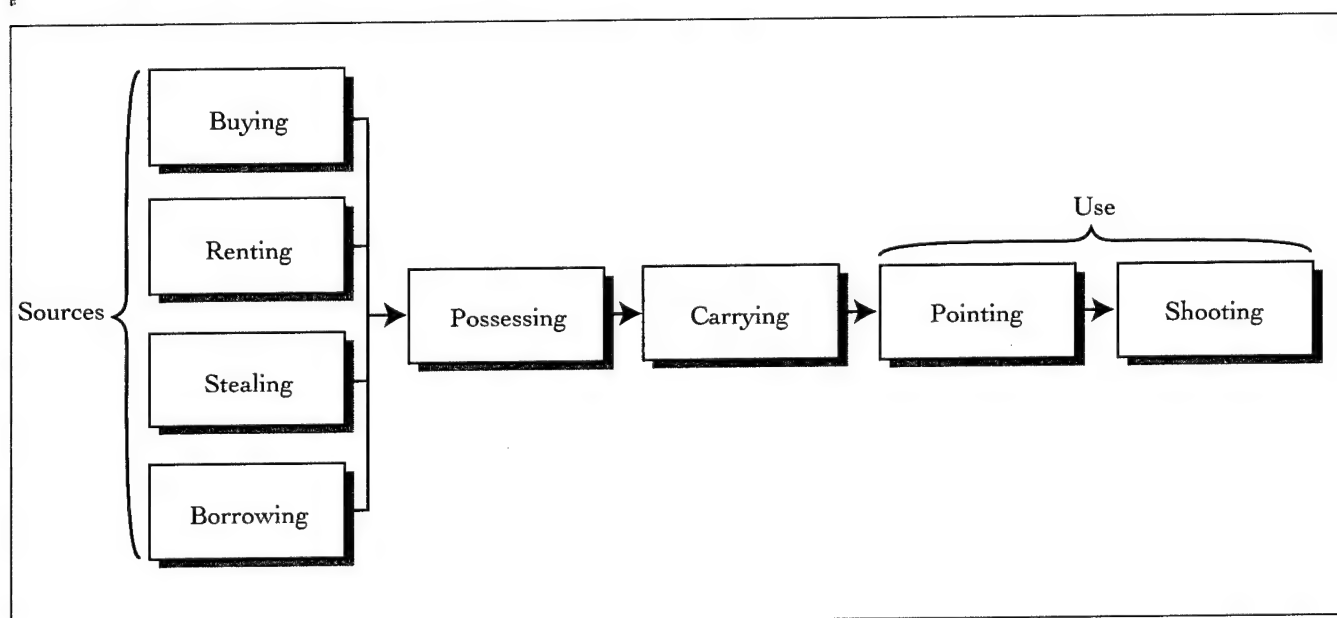 Buying
Renting
Sources
Stealing
Borrowing
Possessing
Carrying
Use
Pointing
Shooting